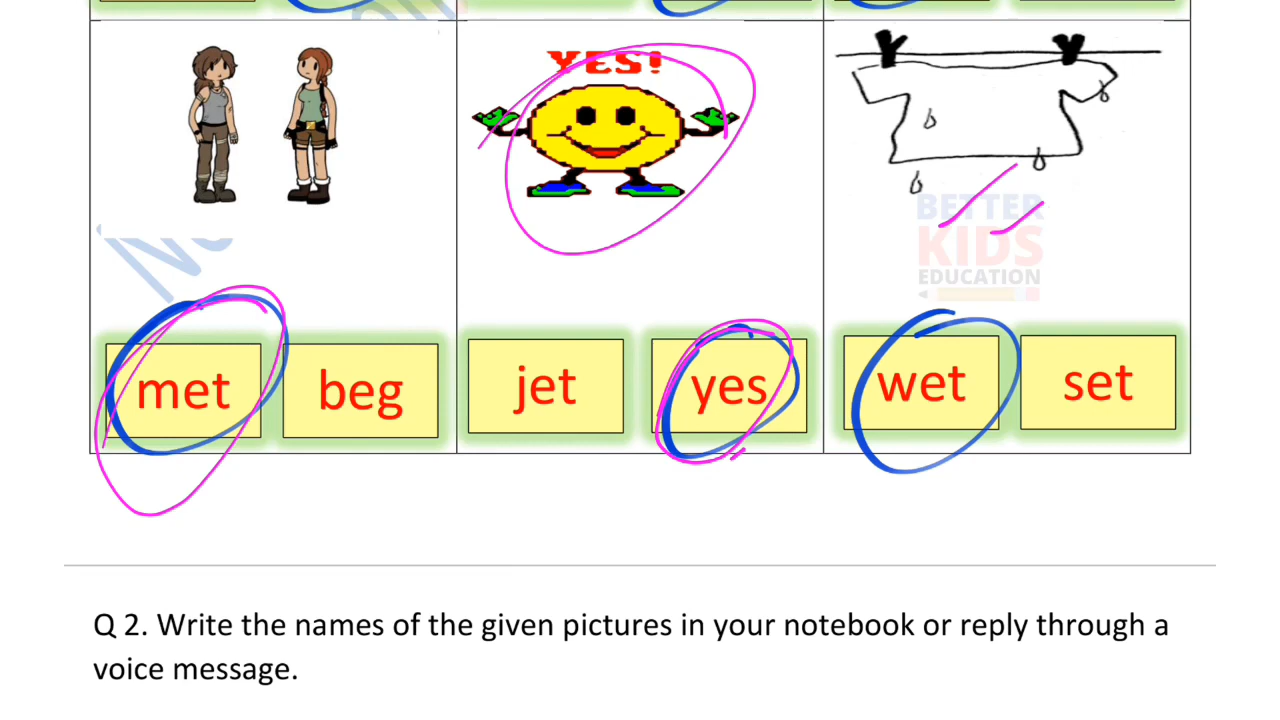 YES!
BETTER
KIDS
EDUCATION
met beg jet yes wet set
Q 2. Write the names of the given pictures in your notebook or reply through a
voice message.